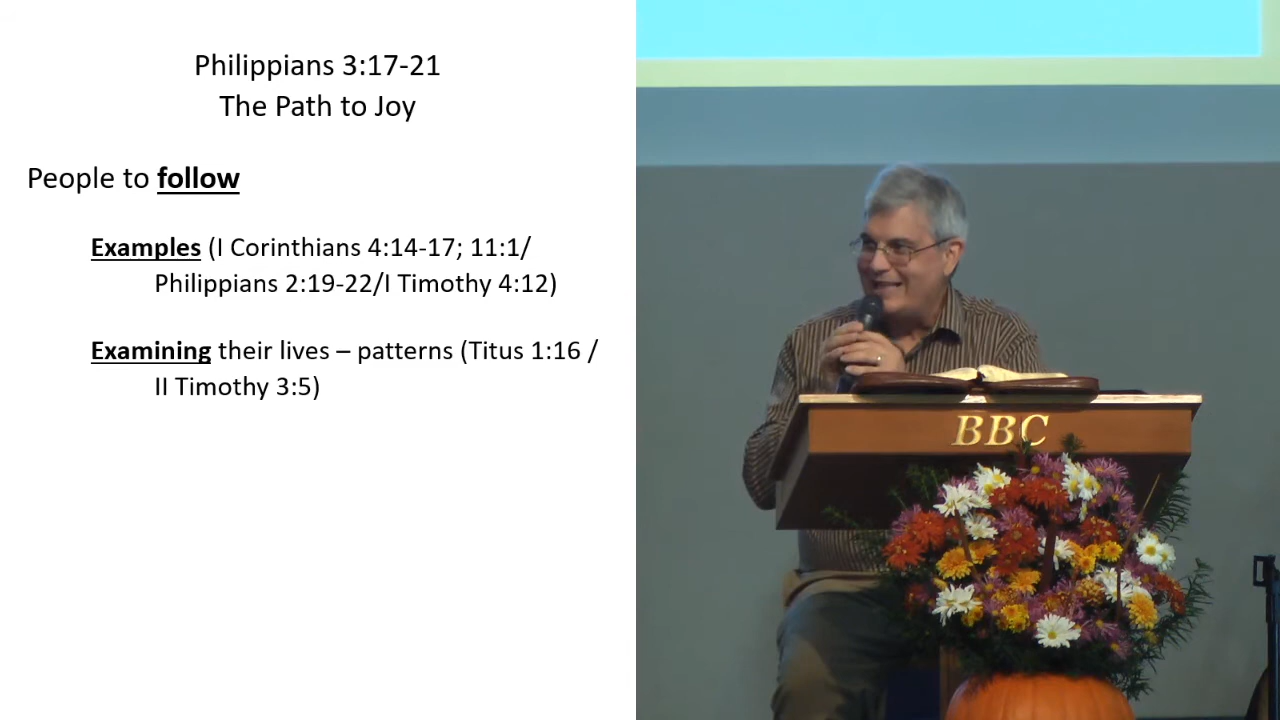 Philippians 3:17-21
The Path to Joy
People to follow
Examples (I Corinthians 4:14-17; 11:1/
Philippians 2:19-22/I Timothy 4:12)
Examining their lives – patterns (Titus 1:16 /
II Timothy 3:5)
BBC